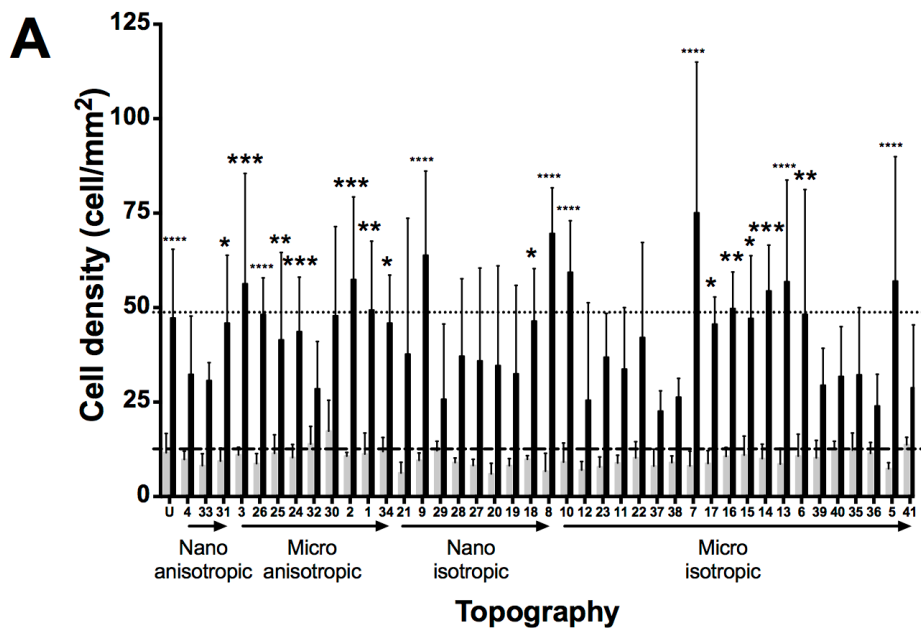 A
Cell density (cell/mm²)
125
100
75
50
25
0
**** * *** **** ** *** *** ** * **** * **** **** **** * ** * *** **** ** ****
U 4 33 31 3 26 25 24 32 30 2 1 34 21 9 29 28 27 20 19 18 8 10 12 23 11 22 37 38 7 17 16 15 14 13 6 39 40 35 36 5 41
Nano Micro Nano Micro
anisotropic anisotropic isotropic isotropic
Topography